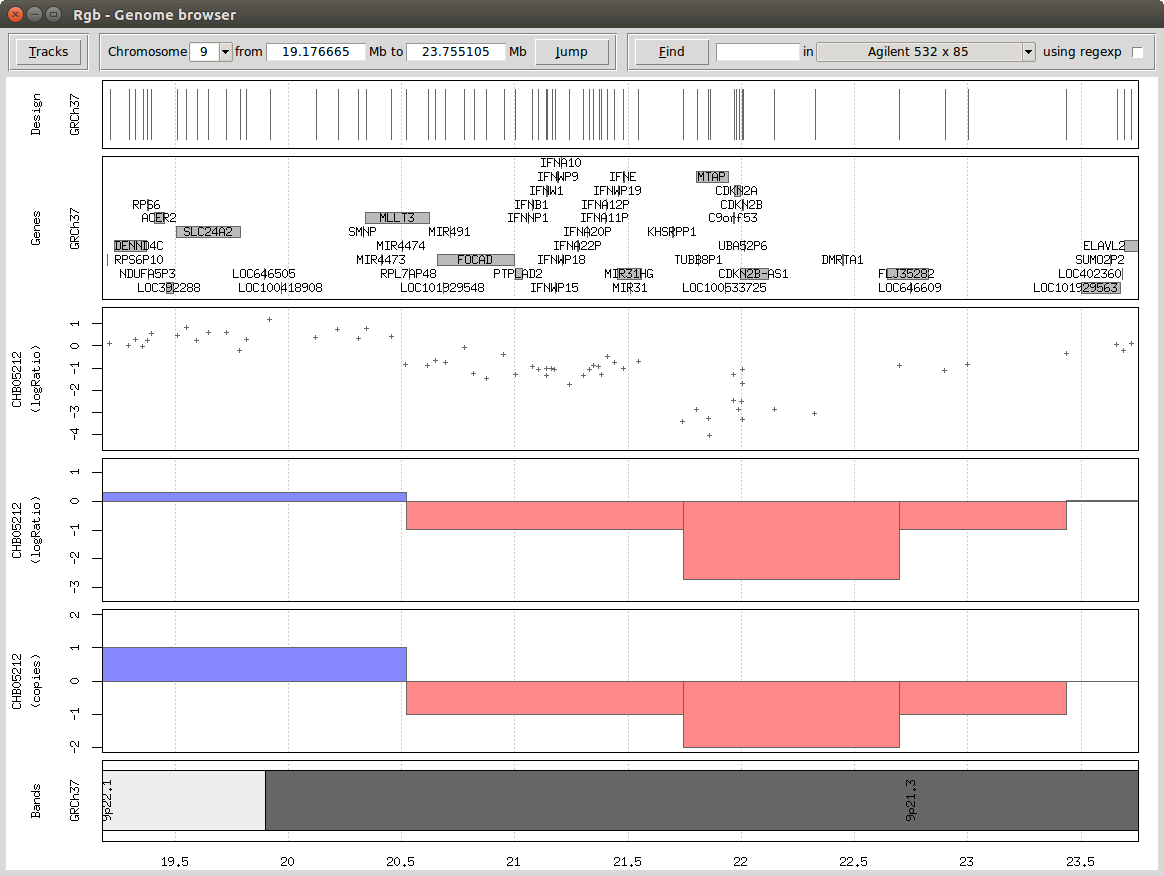 Rgb - Genome browser
Tracks Chromosome 9 from 19.176665 Mb to 23.755105 Mb Jump Find in Agilent 532 x 85 using regexp
Design GRCh37
Genes GRCh37
IFNA10
IFNWP9 IFNE MTAP
IFNW1 IFNWP19 CDKN2A
RPS6 IFNB1 IFNA12P CDKN2B
ACER2 MLLT3 IFNNP1 IFNA11P C9orf53
SLC24A2 SMNP MIR491 IFNA20P KHSRPP1
DENND4C MIR4474 IFNA22P UBA52P6 ELAVL2
RPS6P10 MIR4473 FOCAD IFNWP18 TUBB8P1 DMRTA1 SUMO2P2
NDUFA5P3 LOC646505 RPL7AP48 PTPLAD2 MIR31HG CDKN2B-AS1 FLJ35282 LOC402360
LOC392288 LOC100418908 LOC101929548 IFNWP15 MIR31 LOC100533725 LOC646609 LOC101929563
CHB05212
(logRatio)
1
0
-1
-2
-3
-4
CHB05212
(logRatio)
1
0
-1
-2
-3
CHB05212
(copies)
2
1
0
-1
-2
Bands GRCh37
9p22.1 9p21.3
19.5 20 20.5 21 21.5 22 22.5 23 23.5